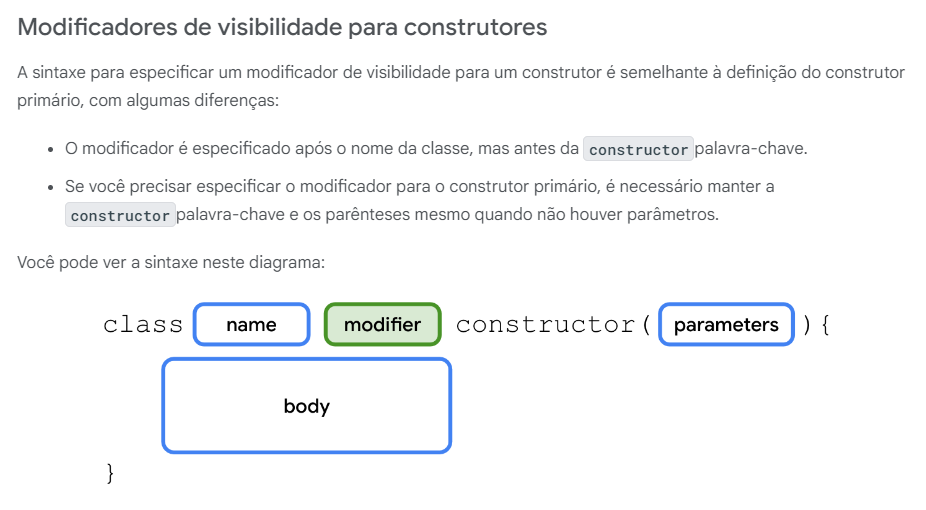 Modificadores de visibilidade para construtores
A sintaxe para especificar um modificador de visibilidade para um construtor é semelhante à definição do construtor
primário, com algumas diferenças:
• O modificador é especificado após o nome da classe, mas antes da constructor palavra-chave.
• Se você precisar especificar o modificador para o construtor primário, é necessário manter a
constructor palavra-chave e os parênteses mesmo quando não houver parâmetros.
Você pode ver a sintaxe neste diagrama:
class name modifier constructor( parameters ){
body
}